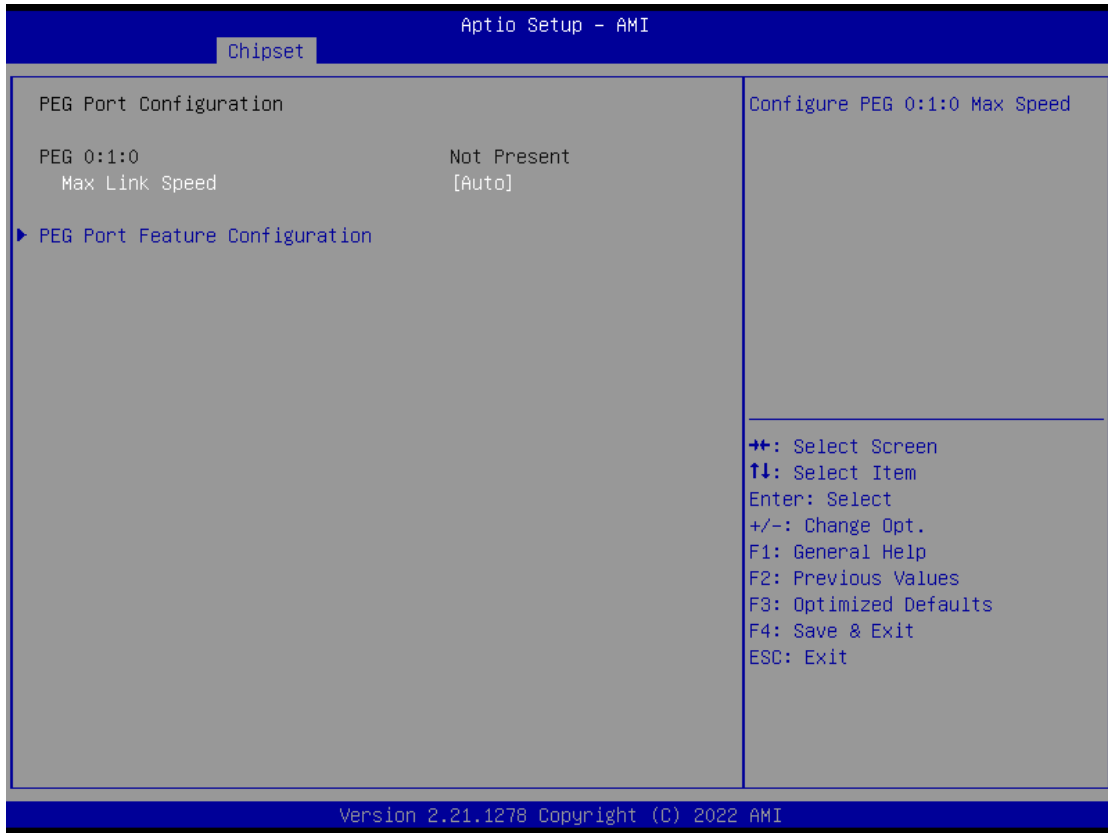 Aptio Setup – AMI
Chipset
PEG Port Configuration
PEG 0:1:0 Not Present
Max Link Speed [Auto]
▶ PEG Port Feature Configuration
Configure PEG 0:1:0 Max Speed
→←: Select Screen
↑↓: Select Item
Enter: Select
+/-: Change Opt.
F1: General Help
F2: Previous Values
F3: Optimized Defaults
F4: Save & Exit
ESC: Exit
Version 2.21.1278 Copyright (C) 2022 AMI